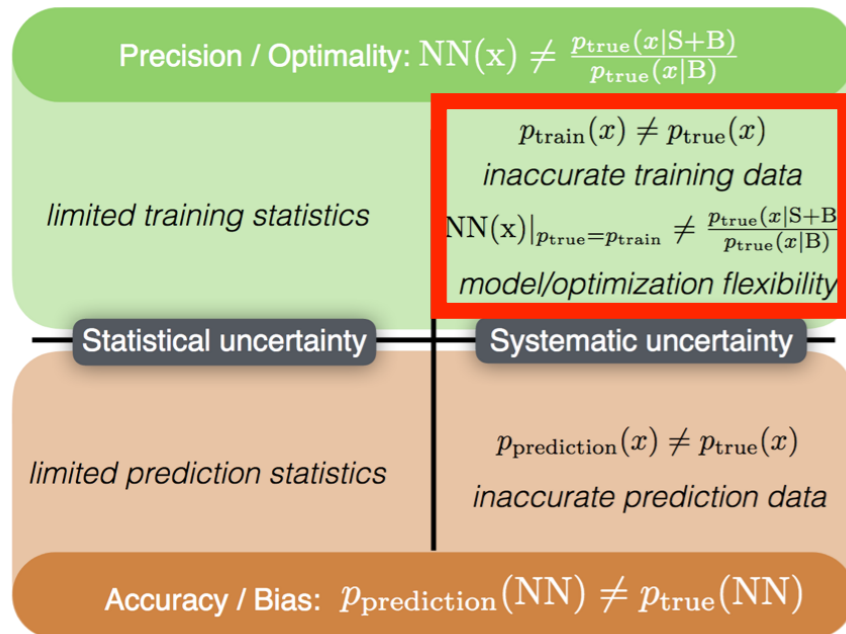 Precision / Optimality: NN(x) ≠ p_true(x|S+B) / p_true(x|B)
p_train(x) ≠ p_true(x)
inaccurate training data
limited training statistics
NN(x)|_{p_true=p_train} ≠ p_true(x|S+B / p_true(x|B)
model/optimization flexibility
Statistical uncertainty
Systematic uncertainty
p_prediction(x) ≠ p_true(x)
limited prediction statistics
inaccurate prediction data
Accuracy / Bias: p_prediction(NN) ≠ p_true(NN)